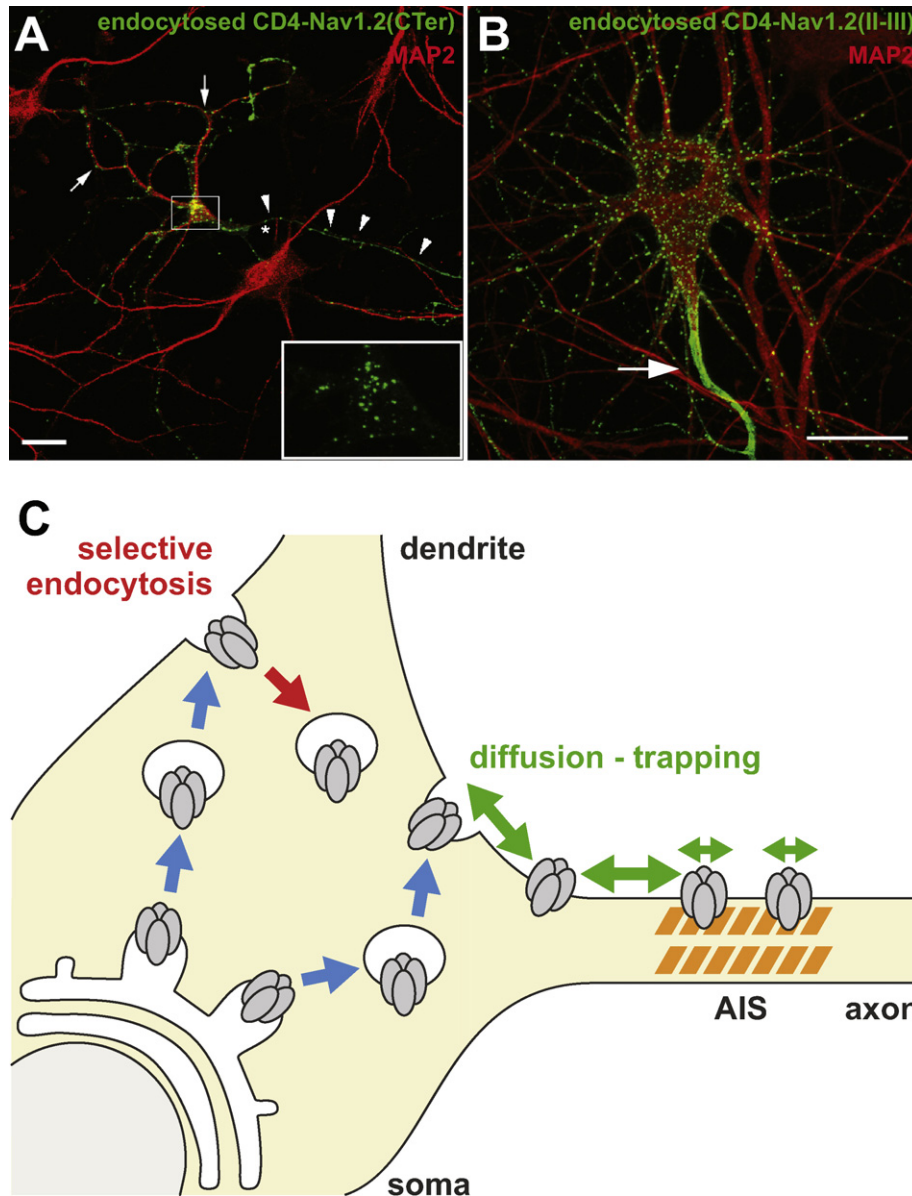 A
endocytosed CD4-Nav1.2(CTer)
MAP2
*
B
endocytosed CD4-Nav1.2(II-III)
MAP2
C
selective
endocytosis
dendrite
diffusion - trapping
AIS
axon
soma